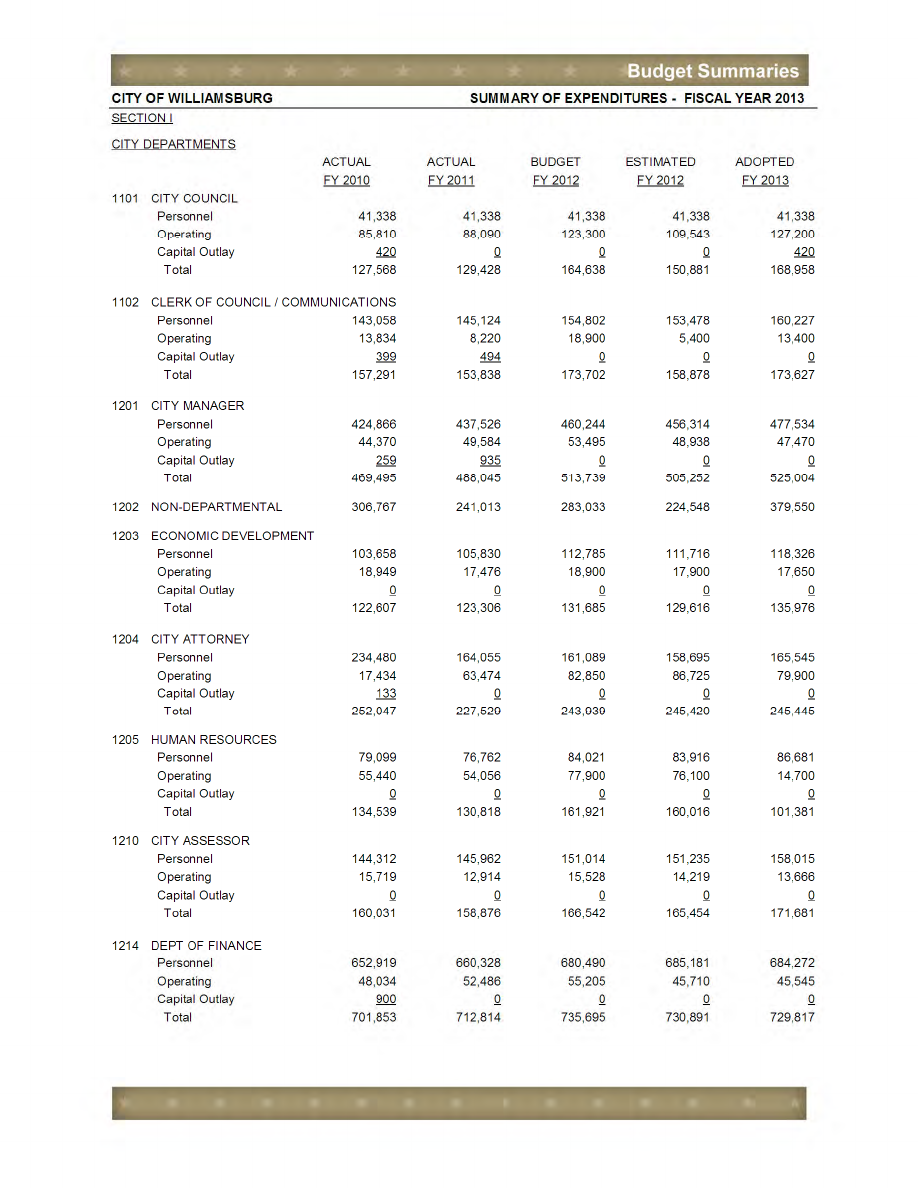 Budget Summaries
CITY OF WILLIAMSBURG SUMMARY OF EXPENDITURES - FISCAL YEAR 2013
SECTION I
CITY DEPARTMENTS
ACTUAL ACTUAL BUDGET ESTIMATED ADOPTED
FY 2010 FY 2011 FY 2012 FY 2012 FY 2013
1101 CITY COUNCIL
Personnel 41,338 41,338 41,338 41,338 41,338
Operating 85,810 88,090 123,300 109,543 127,200
Capital Outlay 420 0 0 0 420
Total 127,568 129,428 164,638 150,881 168,958
1102 CLERK OF COUNCIL / COMMUNICATIONS
Personnel 143,058 145,124 154,802 153,478 160,227
Operating 13,834 8,220 18,900 5,400 13,400
Capital Outlay 399 494 0 0 0
Total 157,291 153,838 173,702 158,878 173,627
1201 CITY MANAGER
Personnel 424,866 437,526 460,244 456,314 477,534
Operating 44,370 49,584 53,495 48,938 47,470
Capital Outlay 259 935 0 0 0
Total 469,495 488,045 513,739 505,252 525,004
1202 NON-DEPARTMENTAL 306,767 241,013 283,033 224,548 379,550
1203 ECONOMIC DEVELOPMENT
Personnel 103,658 105,830 112,785 111,716 118,326
Operating 18,949 17,476 18,900 17,900 17,650
Capital Outlay 0 0 0 0 0
Total 122,607 123,306 131,685 129,616 135,976
1204 CITY ATTORNEY
Personnel 234,480 164,055 161,089 158,695 165,545
Operating 17,434 63,474 82,850 86,725 79,900
Capital Outlay 133 0 0 0 0
Total 252,047 227,529 243,939 245,420 245,445
1205 HUMAN RESOURCES
Personnel 79,099 76,762 84,021 83,916 86,681
Operating 55,440 54,056 77,900 76,100 14,700
Capital Outlay 0 0 0 0 0
Total 134,539 130,818 161,921 160,016 101,381
1210 CITY ASSESSOR
Personnel 144,312 145,962 151,014 151,235 158,015
Operating 15,719 12,914 15,528 14,219 13,666
Capital Outlay 0 0 0 0 0
Total 160,031 158,876 166,542 165,454 171,681
1214 DEPT OF FINANCE
Personnel 652,919 660,328 680,490 685,181 684,272
Operating 48,034 52,486 55,205 45,710 45,545
Capital Outlay 900 0 0 0 0
Total 701,853 712,814 735,695 730,891 729,817